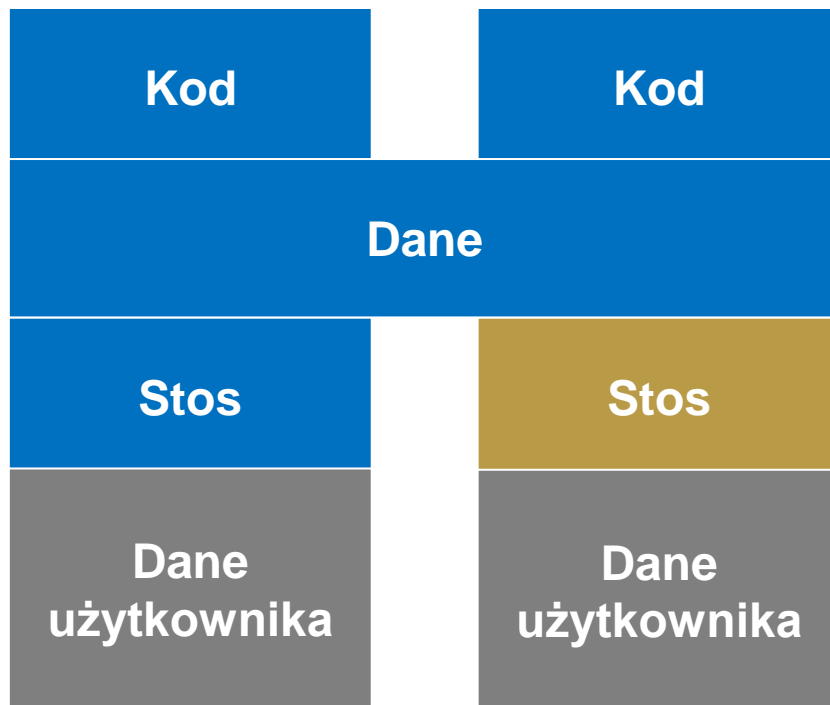 Kod
Kod
Dane
Stos
Stos
Dane
użytkownika
Dane
użytkownika